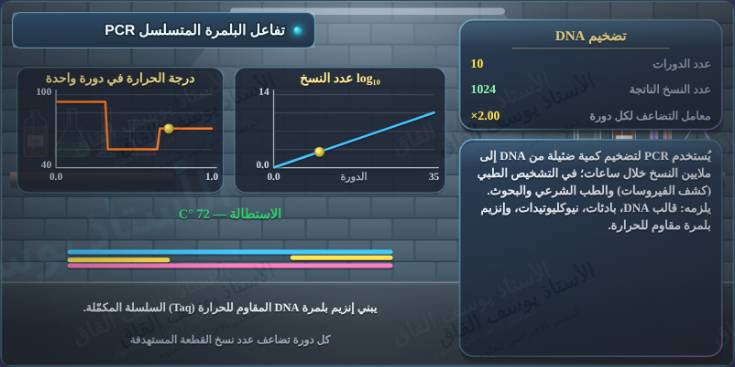 تفاعل البلمرة المتسلسل PCR
تضخيم DNA
عدد الدورات 10
عدد النسخ الناتجة 1024
معامل التضاعف لكل دورة ×2.00
يُستخدم PCR لتضخيم كمية ضئيلة من DNA إلى
ملايين النسخ خلال ساعات؛ في التشخيص الطبي
(كشف الفيروسات) والطب الشرعي والبحوث.
يلزمه: قالب DNA، بادئات، نيوكليوتيدات، وإنزيم
بلمرة مقاوم للحرارة.
log₁₀ عدد النسخ
14
0.0
0.0 الدورة 35
درجة الحرارة في دورة واحدة
100
40
0.0 1.0
الاستطالة — 72 °C
يبني إنزيم بلمرة DNA المقاوم للحرارة (Taq) السلسلة المكمّلة.
كل دورة تضاعف عدد نسخ القطعة المستهدفة
الأستاذ يوسف القاق